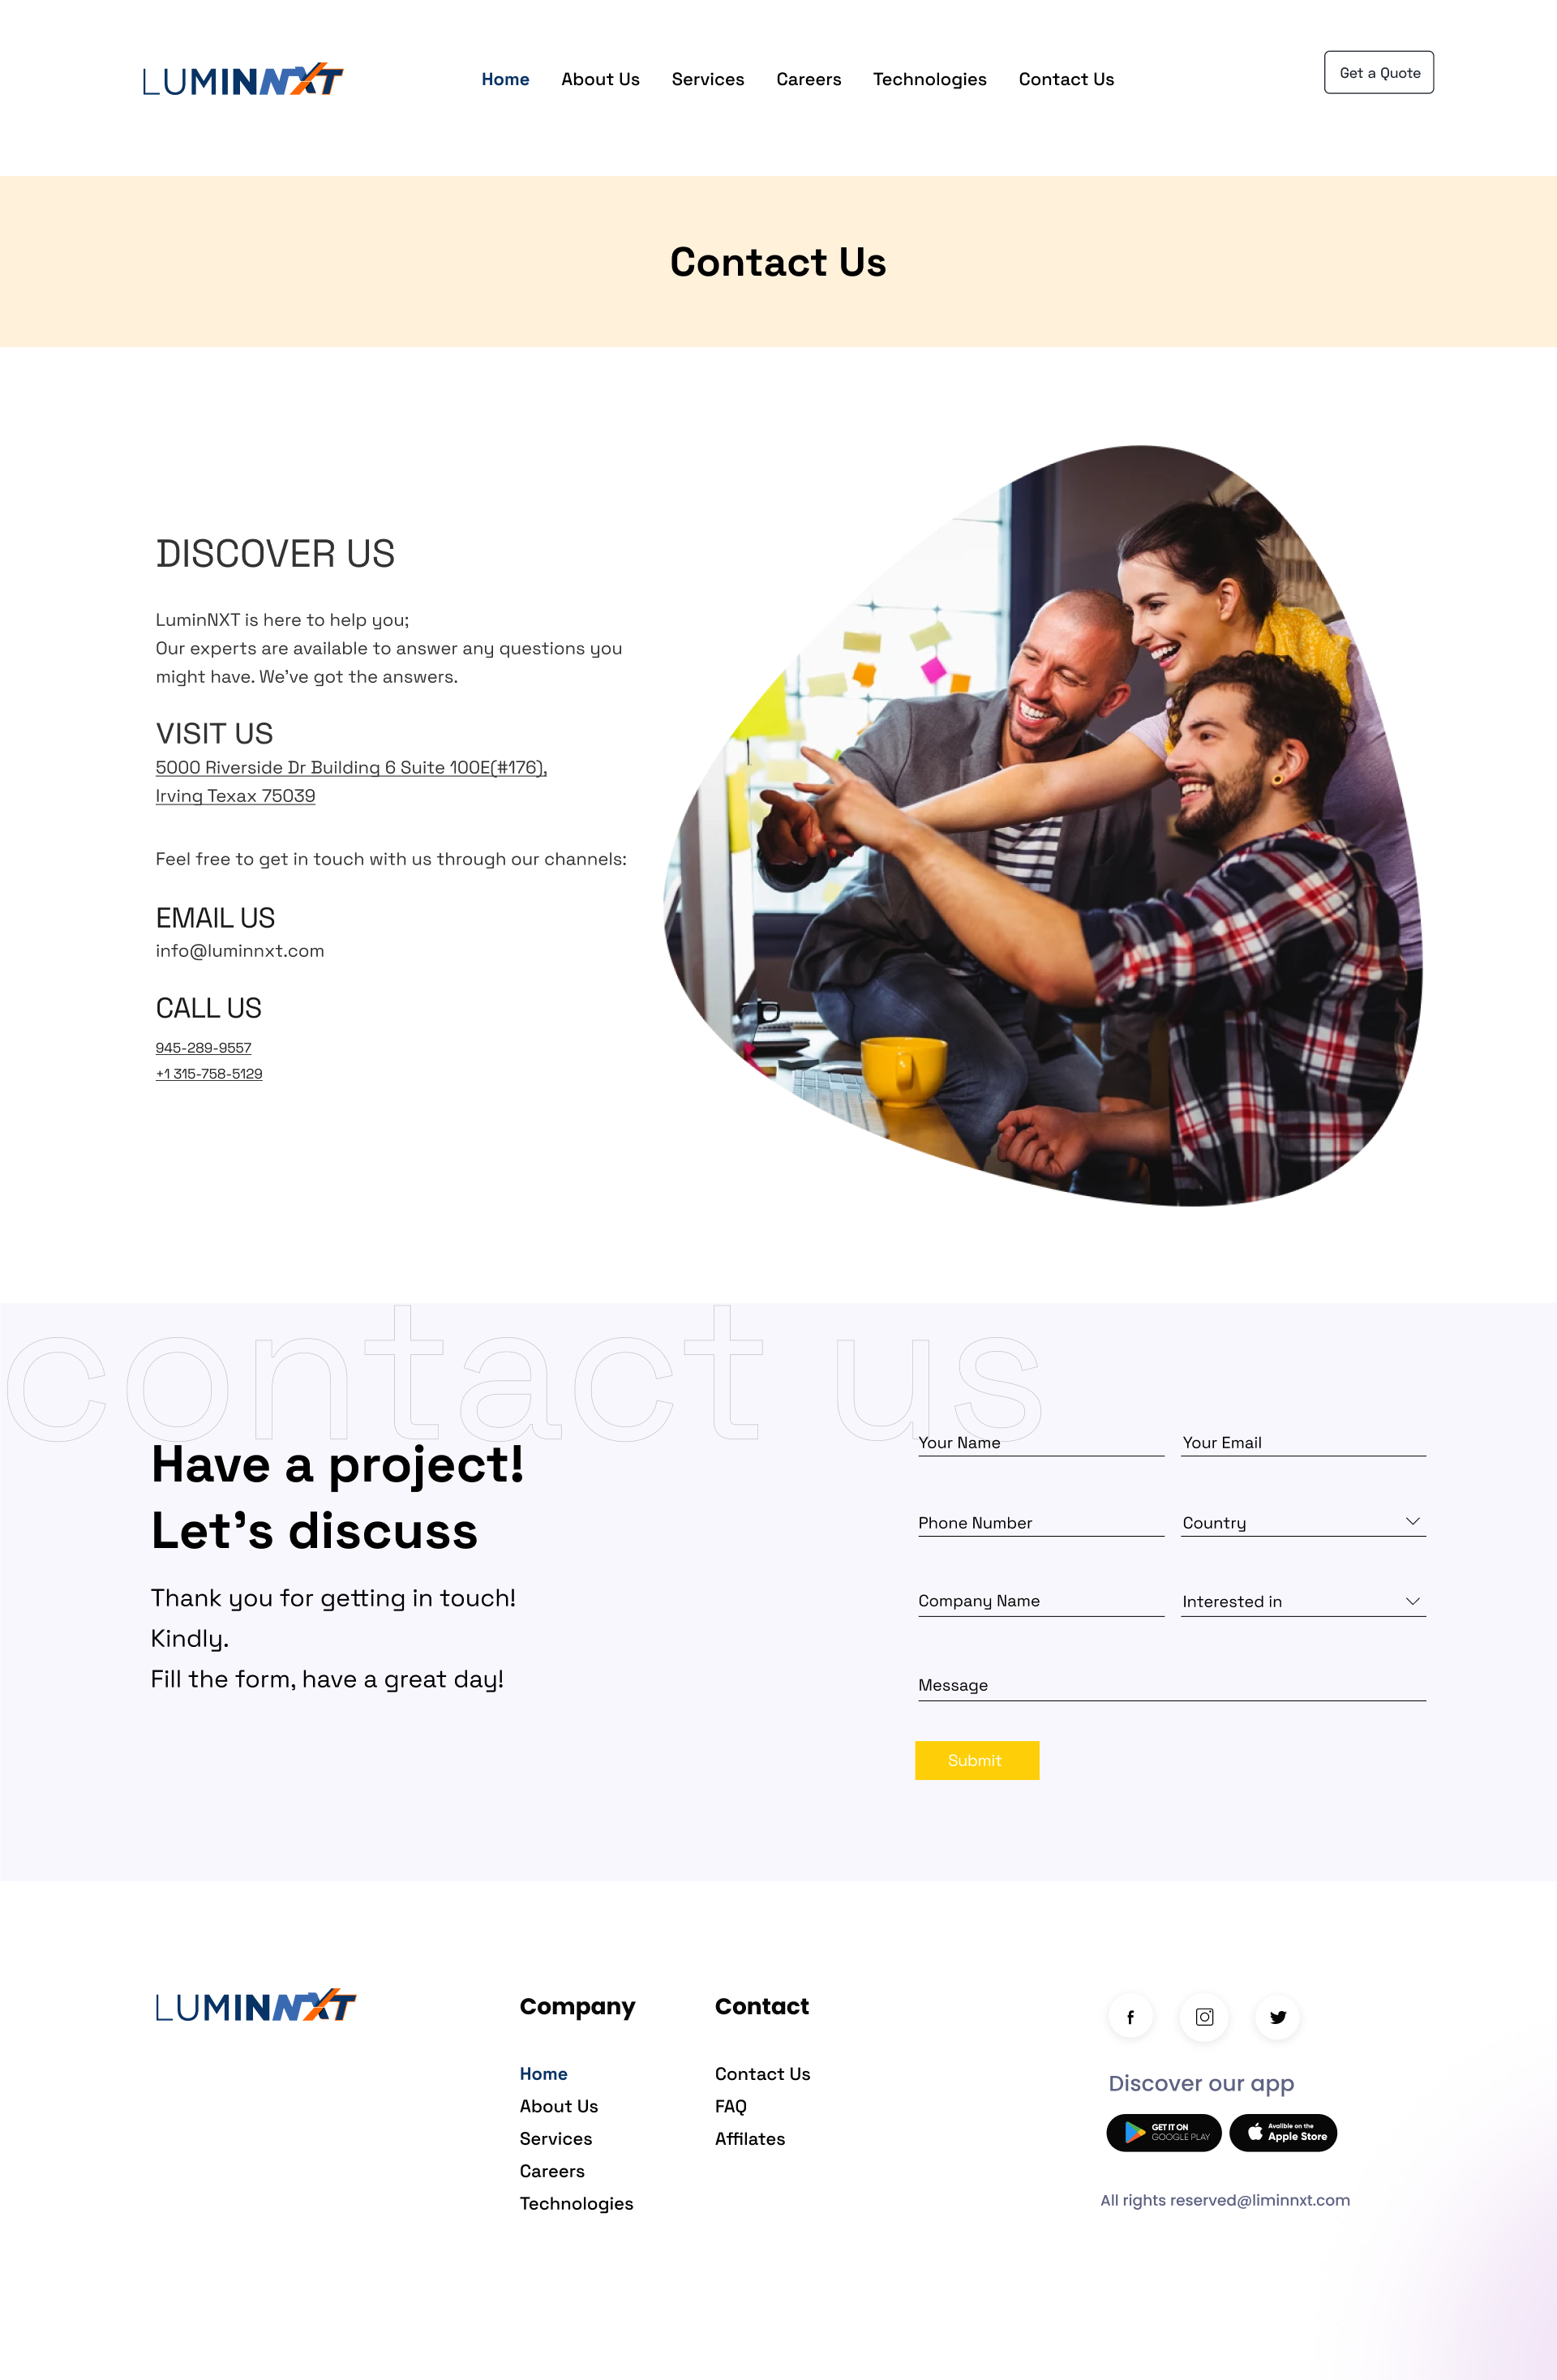 LUMINNXT
Home About Us Services Careers Technologies Contact Us
Get a Quote
Contact Us
DISCOVER US
LuminNXT is here to help you;
Our experts are available to answer any questions you
might have. We’ve got the answers.
VISIT US
5000 Riverside Dr Building 6 Suite 100E(#176),
Irving Texax 75039
Feel free to get in touch with us through our channels:
EMAIL US
info@luminnxt.com
CALL US
945-289-9557
+1 315-758-5129
contact us
Have a project!
Let’s discuss
Thank you for getting in touch!
Kindly.
Fill the form, have a great day!
Your Name
Your Email
Phone Number
Country
Company Name
Interested in
Message
Submit
LUMINNXT
Company
Home
About Us
Services
Careers
Technologies
Contact
Contact Us
FAQ
Affilates
Discover our app
GET IT ON
GOOGLE PLAY
Avalible on the
Apple Store
All rights reserved@liminnxt.com